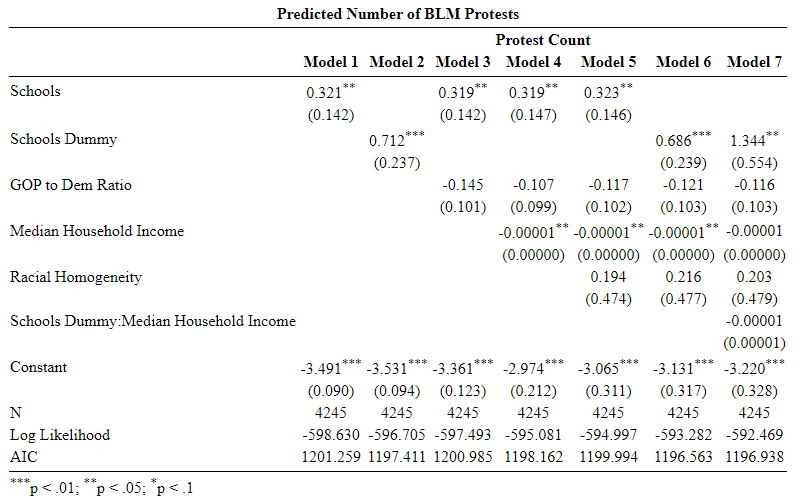 Predicted Number of BLM Protests
Protest Count
Model 1 Model 2 Model 3 Model 4 Model 5 Model 6 Model 7
Schools 0.321** 0.319** 0.319** 0.323**
(0.142) (0.142) (0.147) (0.146)
Schools Dummy 0.712*** 0.686*** 1.344**
(0.237) (0.239) (0.554)
GOP to Dem Ratio -0.145 -0.107 -0.117 -0.121 -0.116
(0.101) (0.099) (0.102) (0.103) (0.103)
Median Household Income -0.00001** -0.00001** -0.00001** -0.00001
(0.00000) (0.00000) (0.00000) (0.00000)
Racial Homogeneity 0.194 0.216 0.203
(0.474) (0.477) (0.479)
Schools Dummy:Median Household Income -0.00001
(0.00001)
Constant -3.491*** -3.531*** -3.361*** -2.974*** -3.065*** -3.131*** -3.220***
(0.090) (0.094) (0.123) (0.212) (0.311) (0.317) (0.328)
N 4245 4245 4245 4245 4245 4245 4245
Log Likelihood -598.630 -596.705 -597.493 -595.081 -594.997 -593.282 -592.469
AIC 1201.259 1197.411 1200.985 1198.162 1199.994 1196.563 1196.938
***p < .01; **p < .05; *p < .1